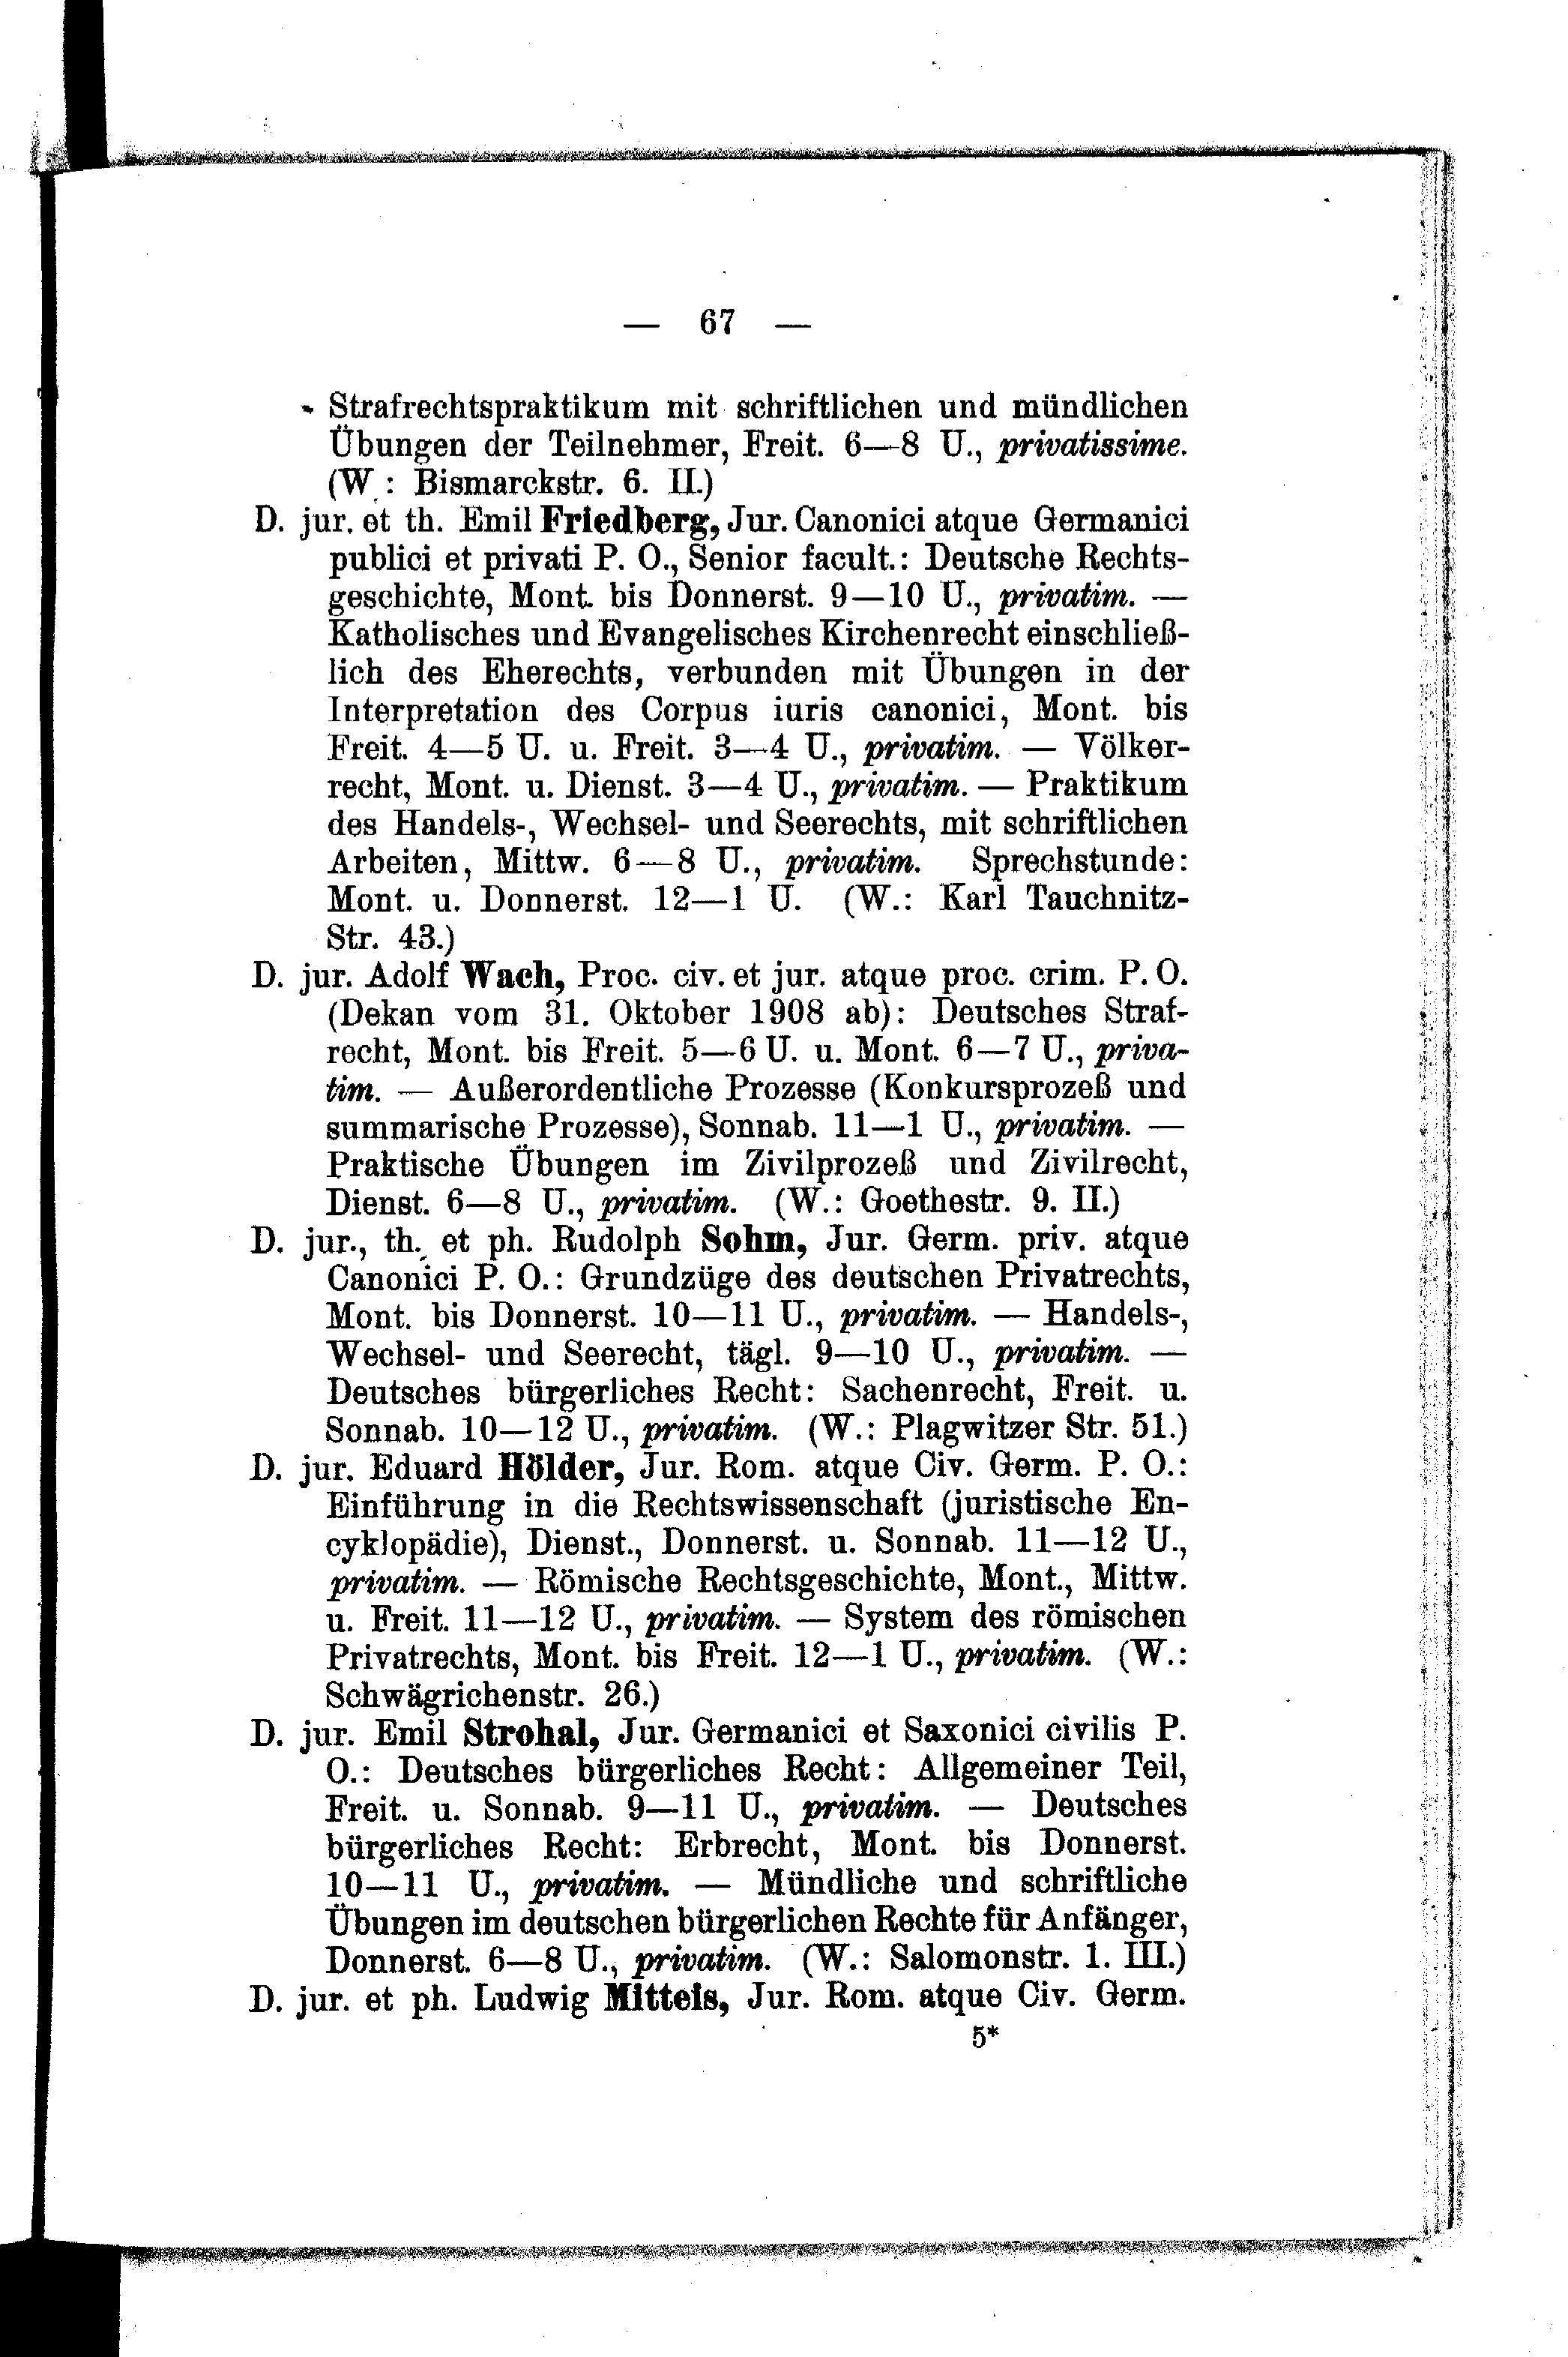 — 67 —
Strafrechtspraktikum mit schriftlichen und mündlichen
Übungen der Teilnehmer, Freit. 6—8 U., privatissime.
(W.: Bismarckstr. 6. II.)
D. jur. et th. Emil Friedberg, Jur. Canonici atque Germanici
publici et privati P. O., Senior facult.: Deutsche Rechts-
geschichte, Mont. bis Donnerst. 9—10 U., privatim. —
Katholisches und Evangelisches Kirchenrecht einschließ-
lich des Eherechts, verbunden mit Übungen in der
Interpretation des Corpus iuris canonici, Mont. bis
Freit. 4—5 U. u. Freit. 3—4 U., privatim. — Völker-
recht, Mont. u. Dienst. 3—4 U., privatim. — Praktikum
des Handels-, Wechsel- und Seerechts, mit schriftlichen
Arbeiten, Mittw. 6—8 U., privatim. Sprechstunde:
Mont. u. Donnerst. 12—1 U. (W.: Karl Tauchnitz-
Str. 43.)
D. jur. Adolf Wach, Proc. civ. et jur. atque proc. crim. P. O.
(Dekan vom 31. Oktober 1908 ab): Deutsches Straf-
recht, Mont. bis Freit. 5—6 U. u. Mont. 6—7 U., priva-
tim. — Außerordentliche Prozesse (Konkursprozeß und
summarische Prozesse), Sonnab. 11—1 U., privatim. —
Praktische Übungen im Zivilprozeß und Zivilrecht,
Dienst. 6—8 U., privatim. (W.: Goethestr. 9. II.)
D. jur., th. et ph. Rudolph Sohm, Jur. Germ. priv. atque
Canonici P. O.: Grundzüge des deutschen Privatrechts,
Mont. bis Donnerst. 10—11 U., privatim. — Handels-,
Wechsel- und Seerecht, tägl. 9—10 U., privatim. —
Deutsches bürgerliches Recht: Sachenrecht, Freit. u.
Sonnab. 10—12 U., privatim. (W.: Plagwitzer Str. 51.)
D. jur. Eduard Hölder, Jur. Rom. atque Civ. Germ. P. O.:
Einführung in die Rechtswissenschaft (juristische En-
cyklopädie), Dienst., Donnerst. u. Sonnab. 11—12 U.,
privatim. — Römische Rechtsgeschichte, Mont., Mittw.
u. Freit. 11—12 U., privatim. — System des römischen
Privatrechts, Mont. bis Freit. 12—1 U., privatim. (W.:
Schwägrichenstr. 26.)
D. jur. Emil Strohal, Jur. Germanici et Saxonici civilis P.
O.: Deutsches bürgerliches Recht: Allgemeiner Teil,
Freit. u. Sonnab. 9—11 U., privatim. — Deutsches
bürgerliches Recht: Erbrecht, Mont. bis Donnerst.
10—11 U., privatim. — Mündliche und schriftliche
Übungen im deutschen bürgerlichen Rechte für Anfänger,
Donnerst. 6—8 U., privatim. (W.: Salomonstr. 1. III.)
D. jur. et ph. Ludwig Mitteis, Jur. Rom. atque Civ. Germ.
5*